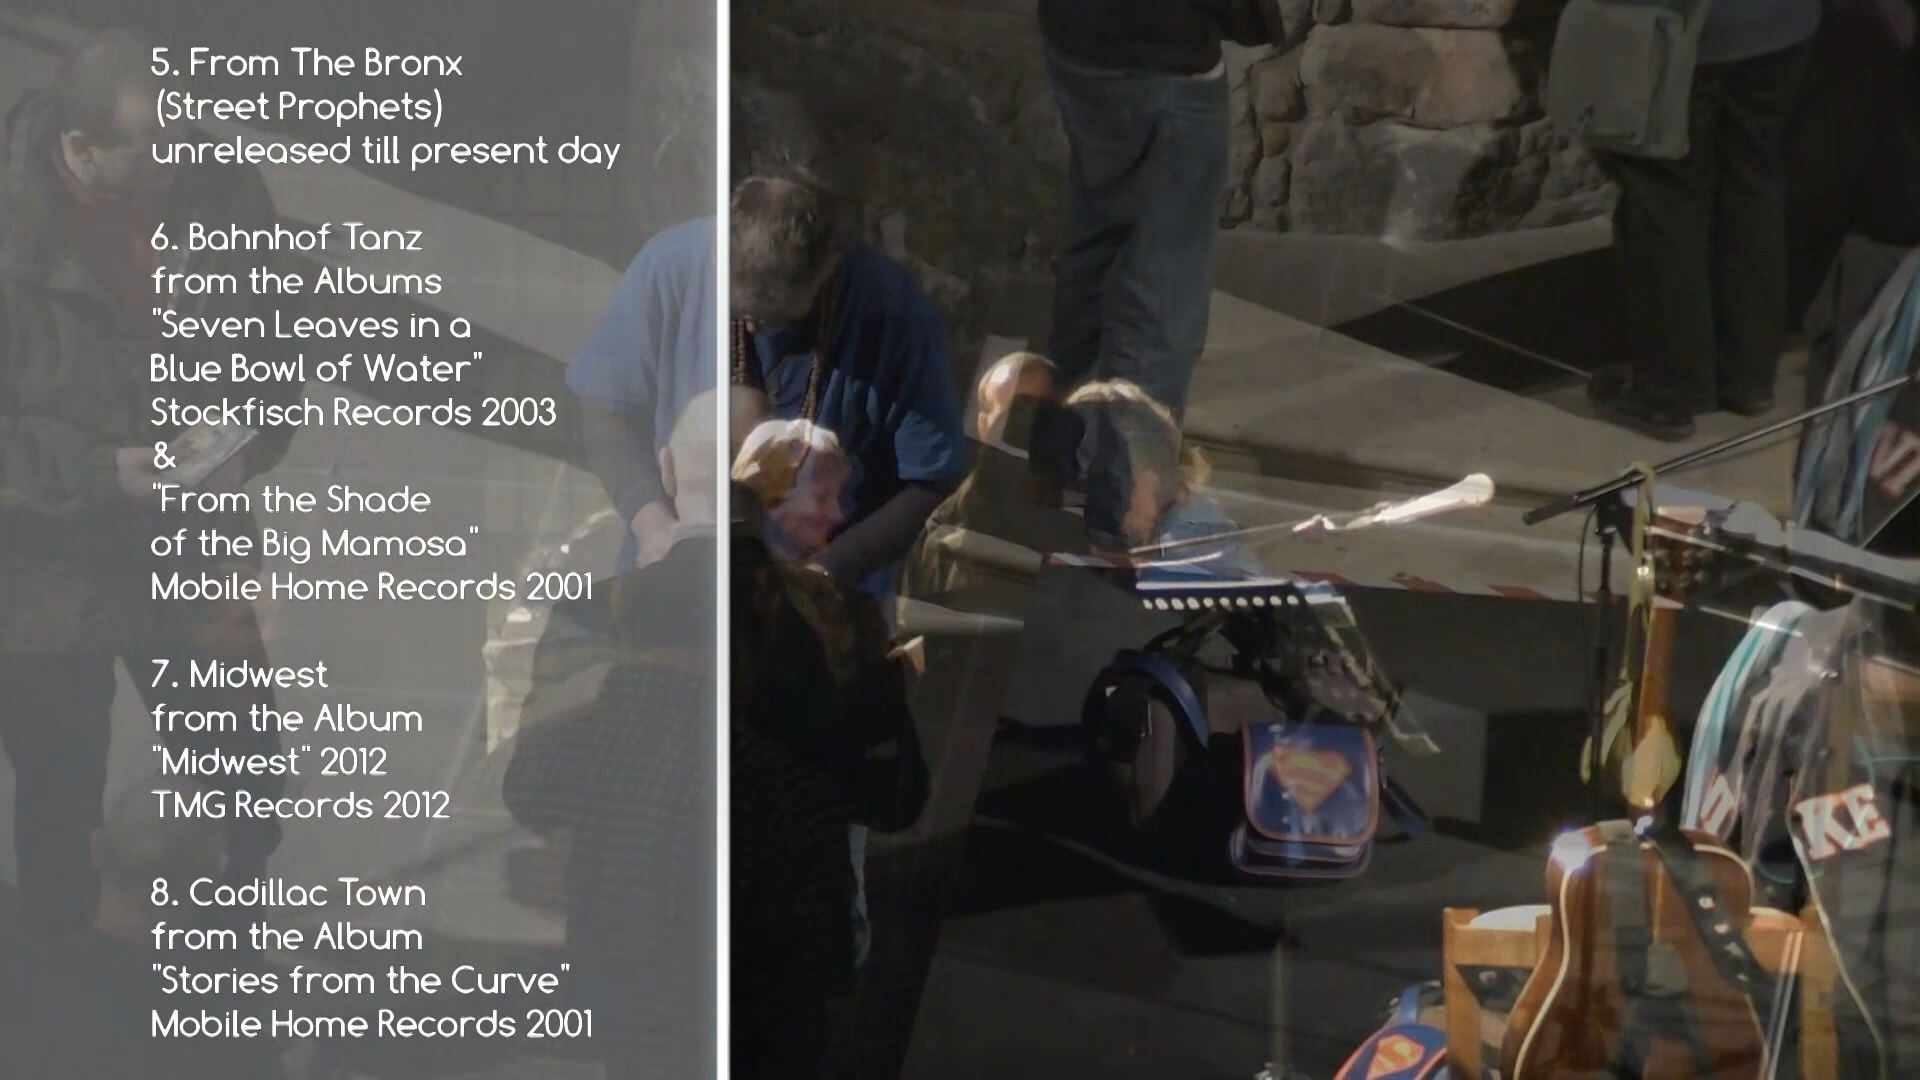 5. From The Bronx
(Street Prophets)
unreleased till present day
6. Bahnhof Tanz
from the Albums
"Seven Leaves in a
Blue Bowl of Water"
Stockfisch Records 2003
&
"From the Shade
of the Big Mamosa"
Mobile Home Records 2001
7. Midwest
from the Album
"Midwest" 2012
TMG Records 2012
8. Cadillac Town
from the Album
"Stories from the Curve"
Mobile Home Records 2001
KE